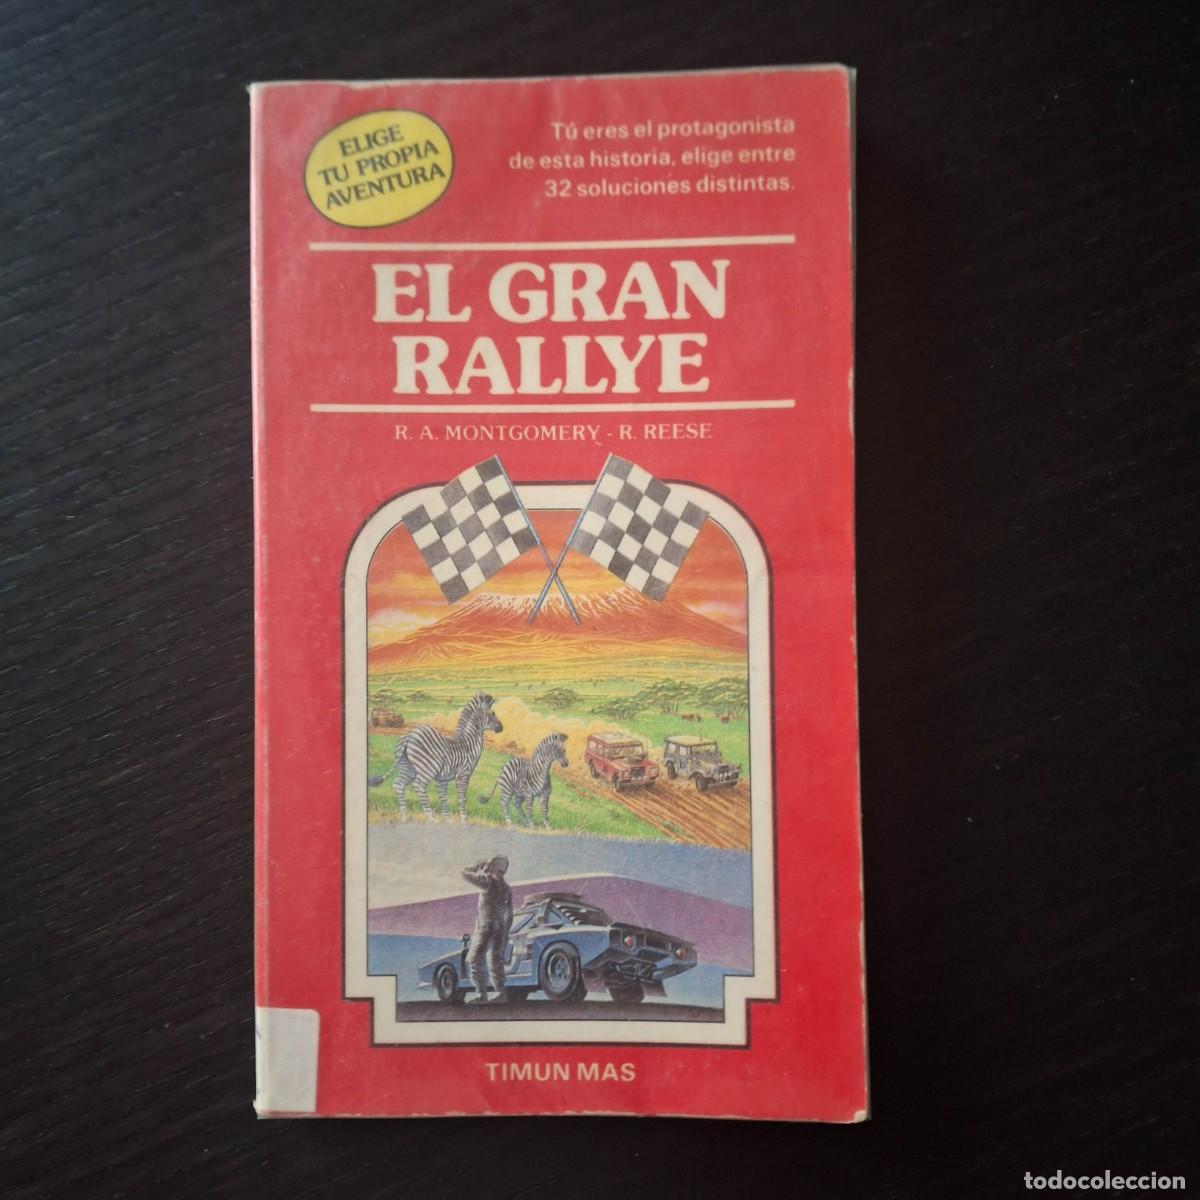 ELIGE
TU PROPIA
AVENTURA
Tú eres el protagonista
de esta historia, elige entre
32 soluciones distintas.
EL GRAN
RALLYE
R. A. MONTGOMERY - R. REESE
TIMUN MAS
todocoleccion